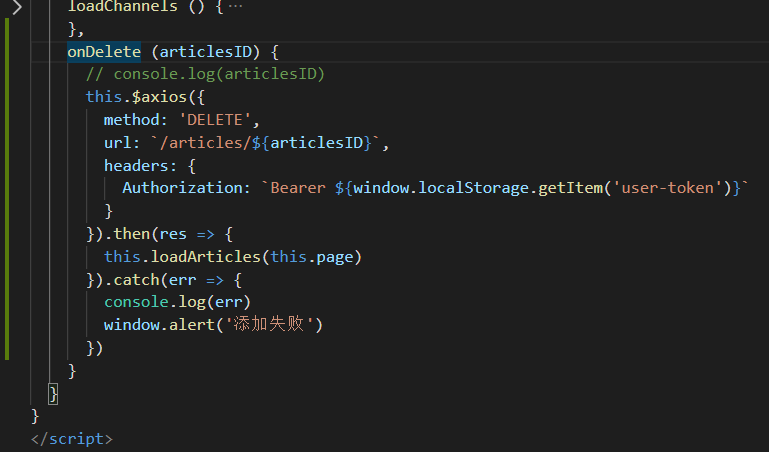 loadChannels () { ...
},
onDelete (articlesID) {
// console.log(articlesID)
this.$axios({
method: 'DELETE',
url: `/articles/${articlesID}`,
headers: {
Authorization: `Bearer ${window.localStorage.getItem('user-token')}`
}
}).then(res => {
this.loadArticles(this.page)
}).catch(err => {
console.log(err)
window.alert('添加失败')
})
}
}
}
</script>